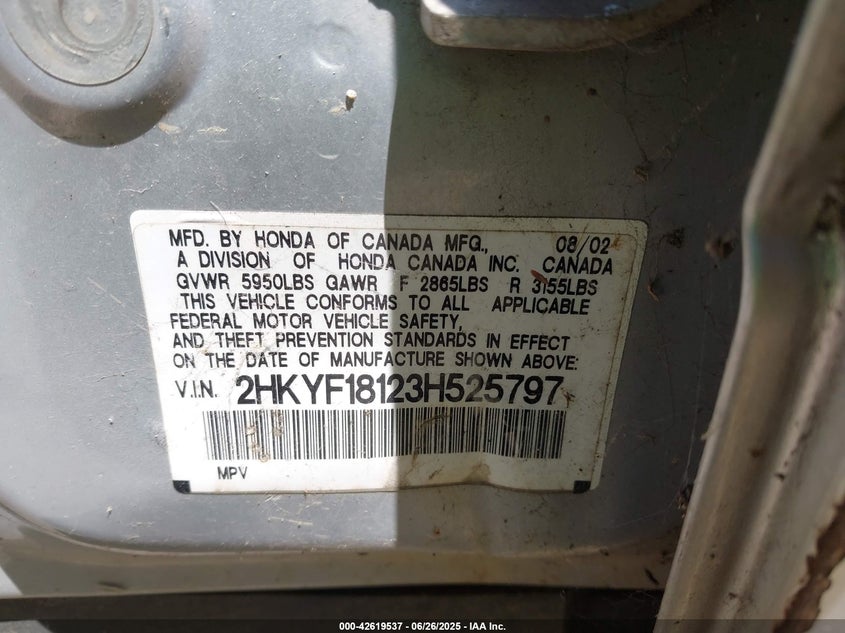 MFD. BY HONDA OF CANADA MFG., 08/02
A DIVISION OF HONDA CANADA INC. CANADA
GVWR 5950LBS GAWR F 2865LBS R 3155LBS
THIS VEHICLE CONFORMS TO ALL APPLICABLE
FEDERAL MOTOR VEHICLE SAFETY,
AND THEFT PREVENTION STANDARDS IN EFFECT
ON THE DATE OF MANUFACTURE SHOWN ABOVE:
V.I.N. 2HKYF18123H525797
MPV
000-42619537 - 06/26/2025 - IAA Inc.